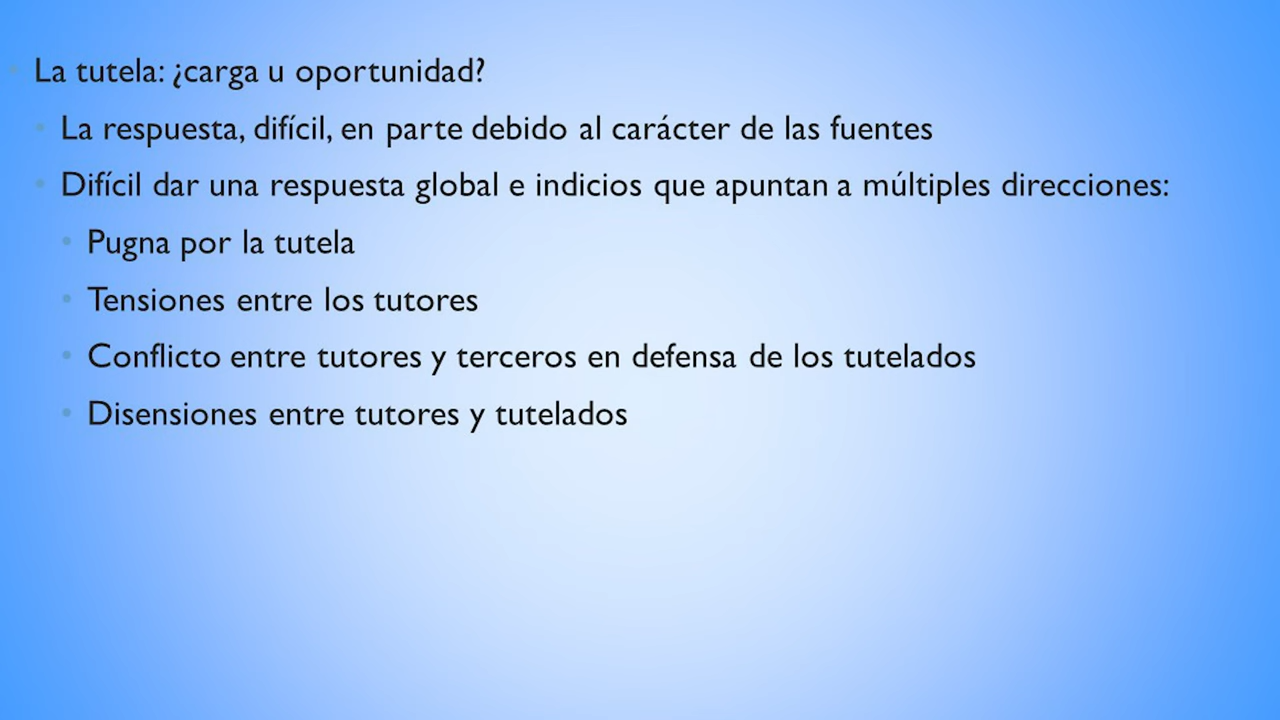 La tutela: ¿carga u oportunidad?
La respuesta, difícil, en parte debido al carácter de las fuentes
Difícil dar una respuesta global e indicios que apuntan a múltiples direcciones:
Pugna por la tutela
Tensiones entre los tutores
Conflicto entre tutores y terceros en defensa de los tutelados
Disensiones entre tutores y tutelados